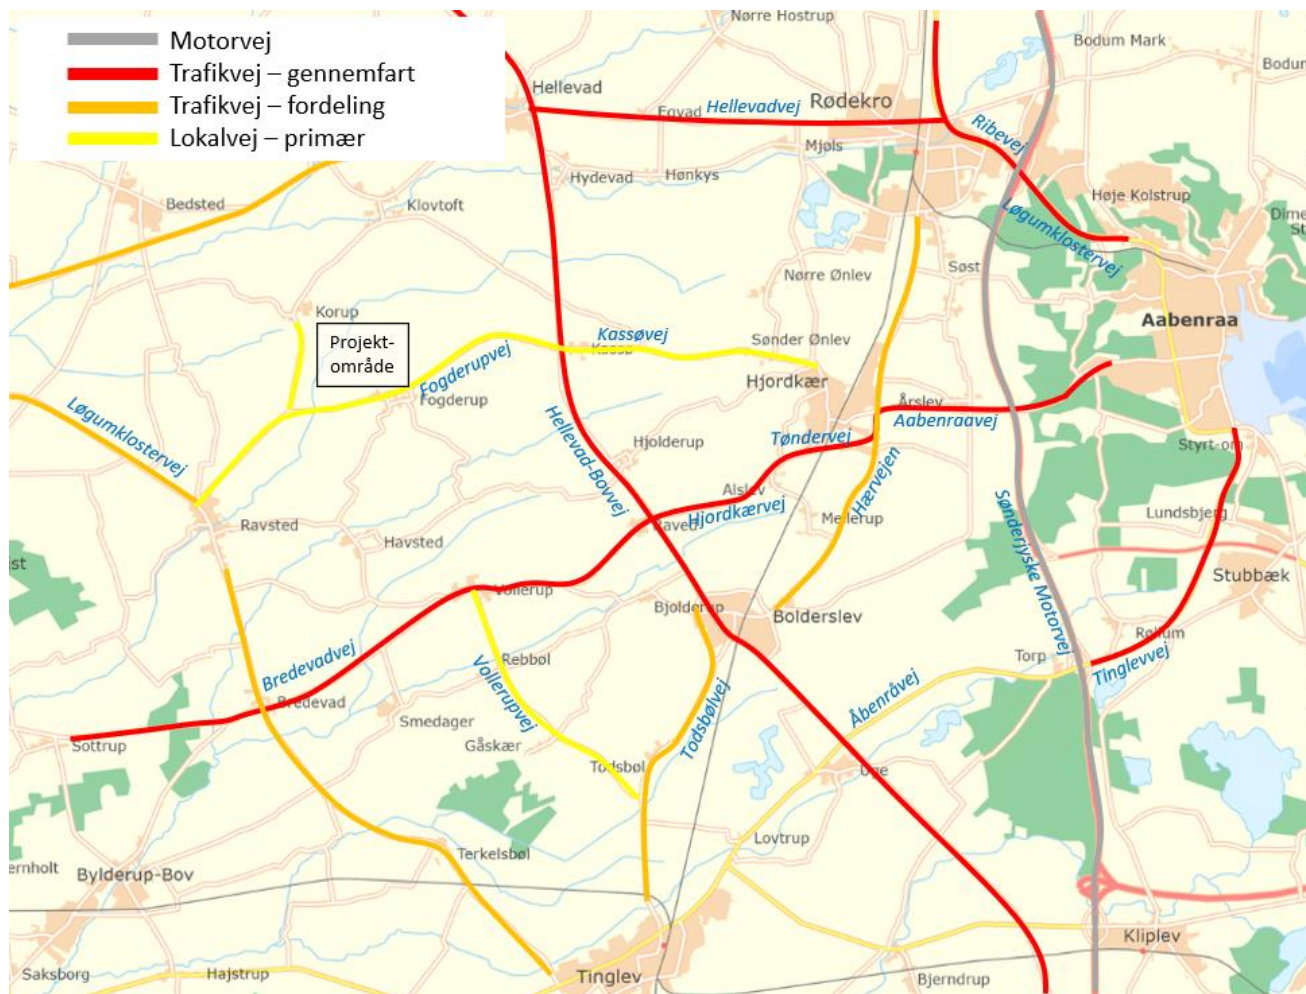 Motorvej
Trafikvej – gennemfart
Trafikvej – fordeling
Lokalvej – primær
Nørre Hostrup
Bodum Mark
Hellevad
Hellevadvej
Rødekro
Ribevej
Mjøls
Hydevad
Hønkys
Høje Kolstrup
Bedsted
Klovtoft
Løgumklostervej
Søst
Nørre Ønlev
Korup
Projekt-
område
Aabenraa
Kassøvej
Sønder Ønlev
Fogderupvej
Hjordkær
Fogderup
Løgumklostervej
Årslev
Aabenraavej
Hellevad-Bovvej
Hjolderup
Tøndervej
Hærvejen
Alslev
Hjordkærvej
Mellerup
Sønderjyske Motorvej
Lundsbjerg
Ravsted
Havsted
Stubbæk
Vollerup
Bjolderup
Bolderslev
Bredevadvej
Rebbøl
Vollerupvej
Torp
Tinglevvej
Åbenråvej
Todsbølvej
Bredevad
Smedager
Gåskær
Todsbøl
Sottrup
Uge
Lovtrup
Terkelsbøl
Bylderup-Bov
Kliplev
Saksborg
Hajstrup
Tinglev
Bjerndrup